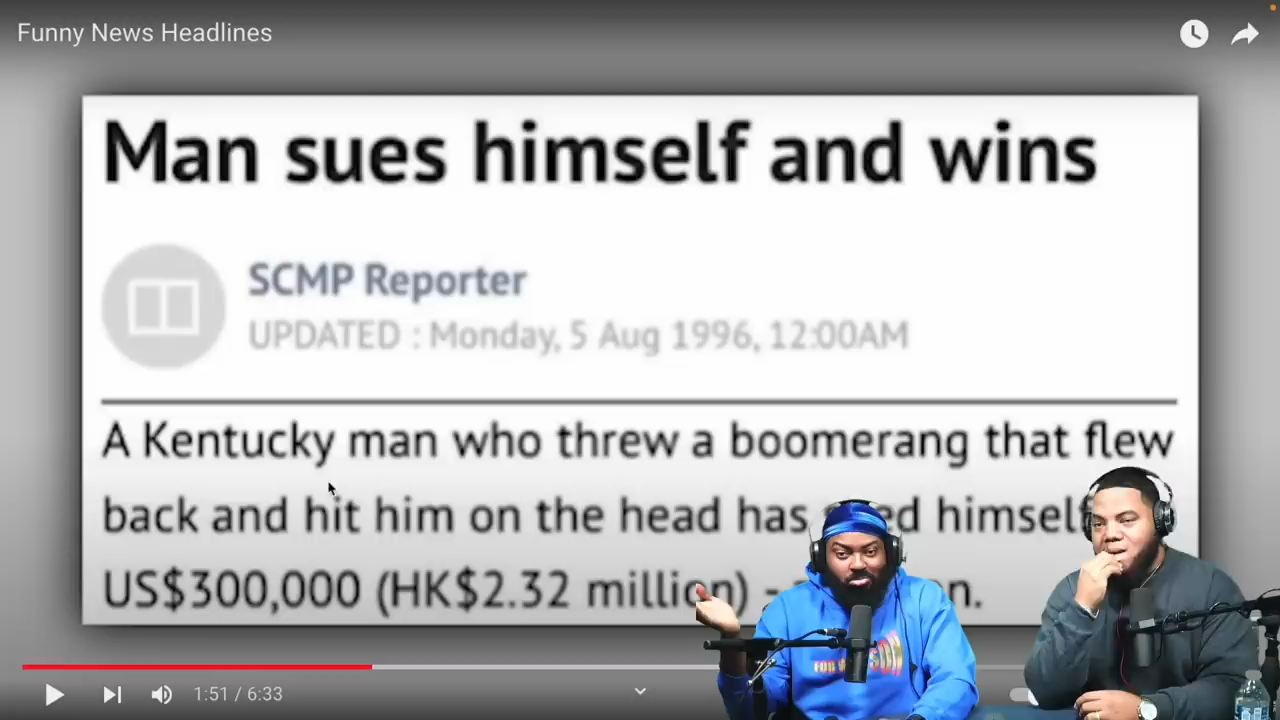 Funny News Headlines
Man sues himself and wins
SCMP Reporter
UPDATED : Monday, 5 Aug 1996, 12:00AM
A Kentucky man who threw a boomerang that flew
back and hit him on the head has himself
US$300,000 (HK$2.32 million) -
1:51 / 6:33
FOR